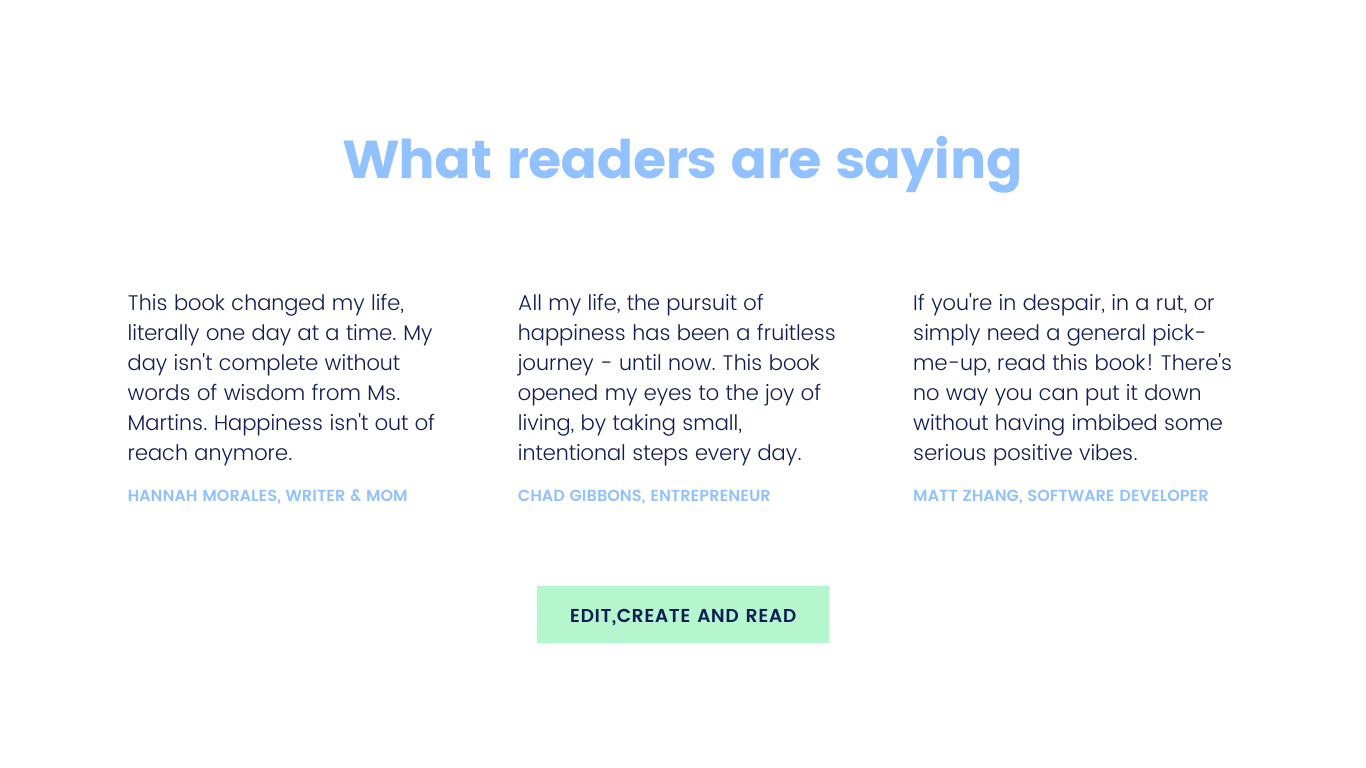 What readers are saying
This book changed my life,
literally one day at a time. My
day isn't complete without
words of wisdom from Ms.
Martins. Happiness isn't out of
reach anymore.
HANNAH MORALES, WRITER & MOM
All my life, the pursuit of
happiness has been a fruitless
journey - until now. This book
opened my eyes to the joy of
living, by taking small,
intentional steps every day.
CHAD GIBBONS, ENTREPRENEUR
If you're in despair, in a rut, or
simply need a general pick-
me-up, read this book! There's
no way you can put it down
without having imbibed some
serious positive vibes.
MATT ZHANG, SOFTWARE DEVELOPER
EDIT,CREATE AND READ